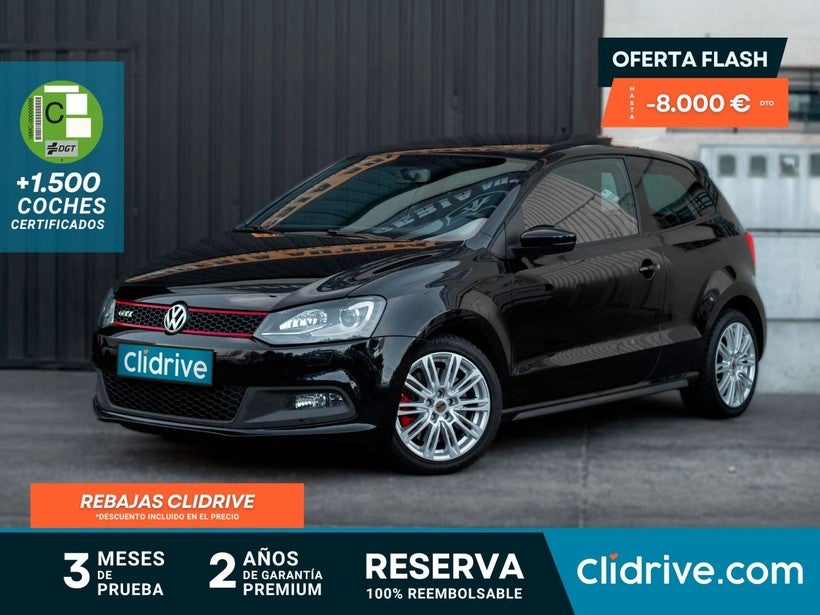 OFERTA FLASH
HASTA
-8.000 € DTO
C
DGT
+1.500
COCHES
CERTIFICADOS
GTI
Clidrive
REBAJAS CLIDRIVE
*DESCUENTO INCLUIDO EN EL PRECIO
3 MESES
DE
PRUEBA
2 AÑOS
DE GARANTÍA
PREMIUM
RESERVA
100% REEMBOLSABLE
Clidrive.com